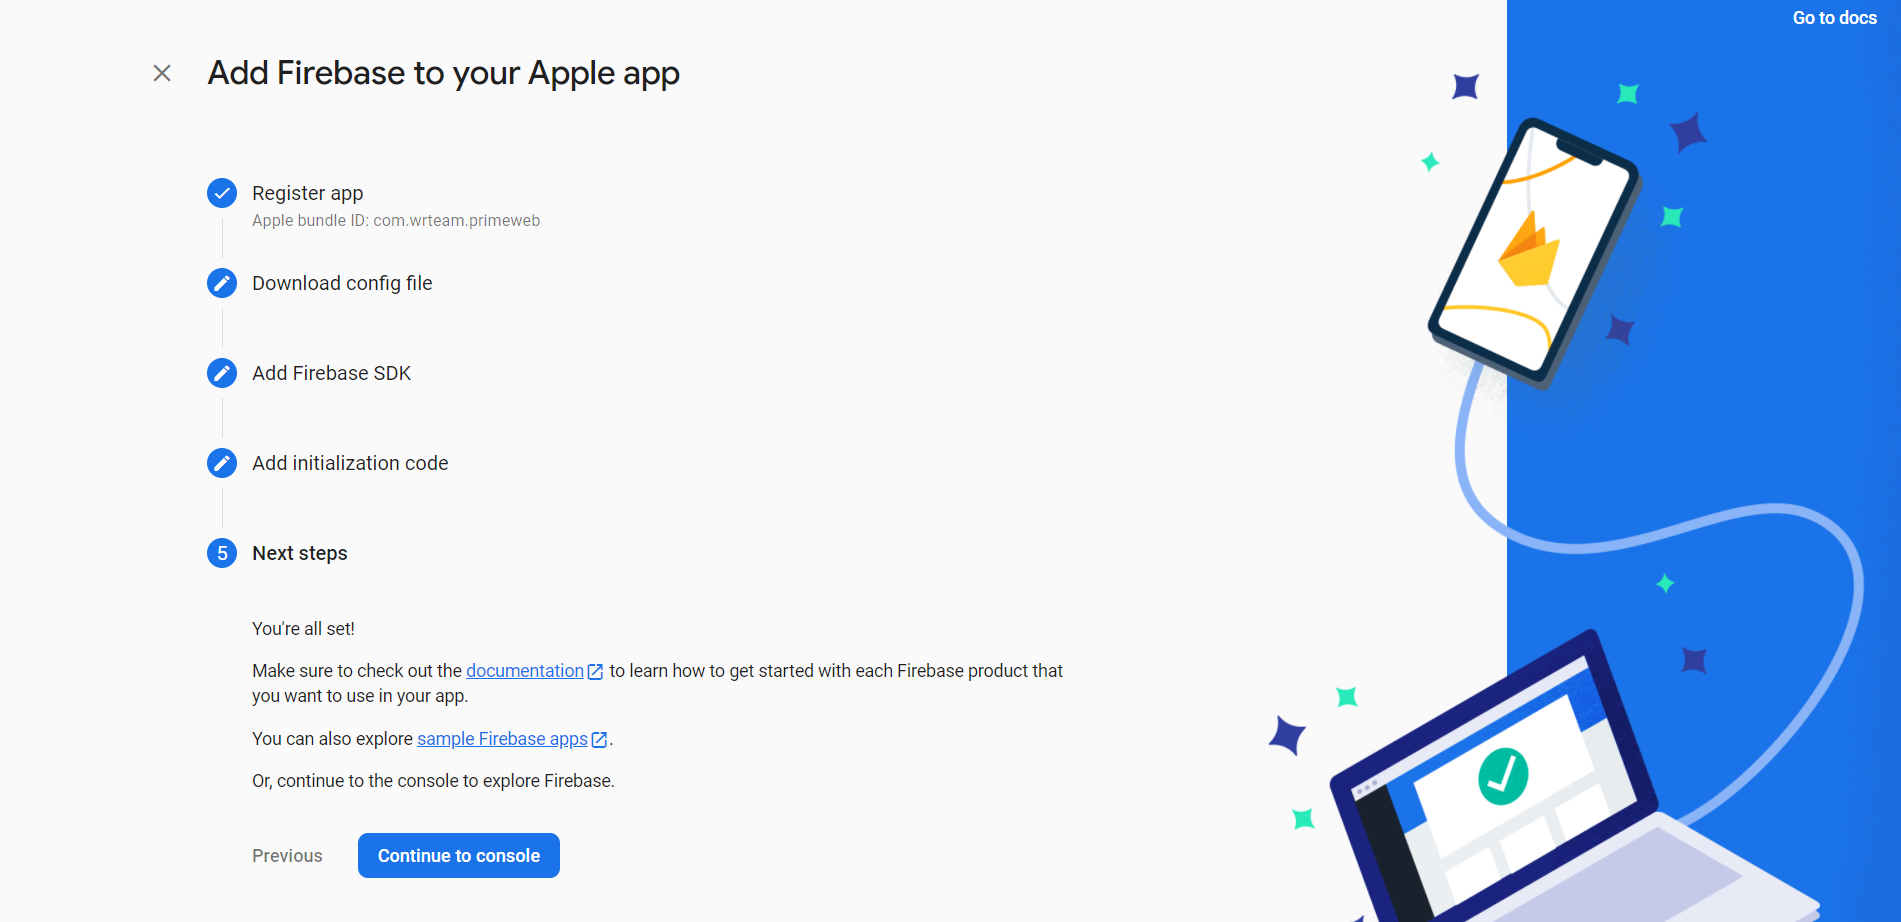 Go to docs
Add Firebase to your Apple app
Register app
Apple bundle ID: com.wrteam.primeweb
Download config file
Add Firebase SDK
Add initialization code
5 Next steps
You're all set!
Make sure to check out the documentation to learn how to get started with each Firebase product that
you want to use in your app.
You can also explore sample Firebase apps.
Or, continue to the console to explore Firebase.
Previous Continue to console